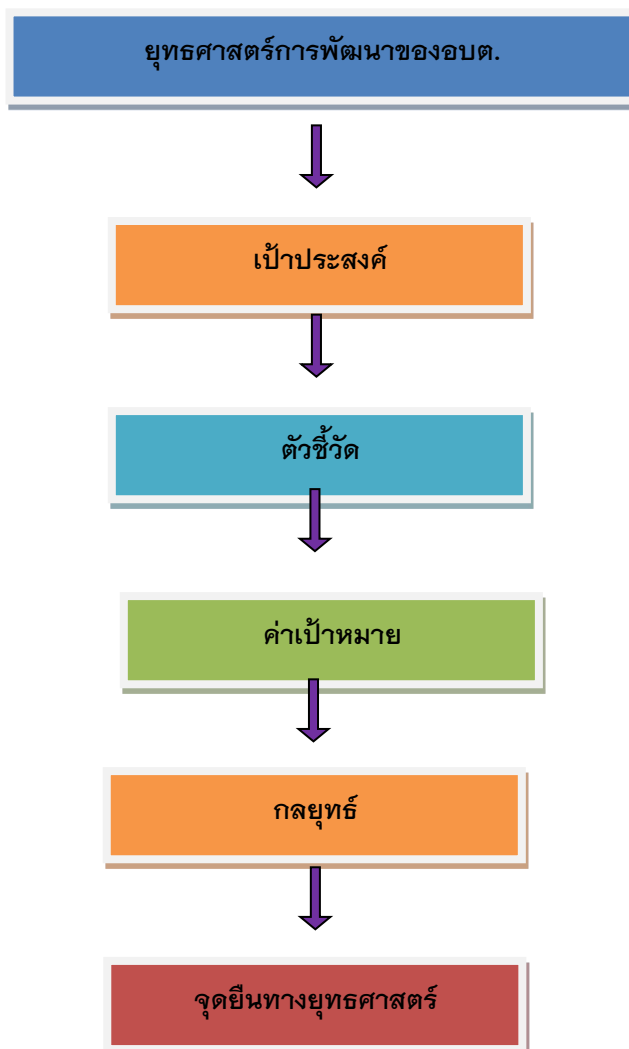 ยุทธศาสตร์การพัฒนาของอบต.
เป้าประสงค์
ตัวชี้วัด
ค่าเป้าหมาย
กลยุทธ์
จุดยืนทางยุทธศาสตร์